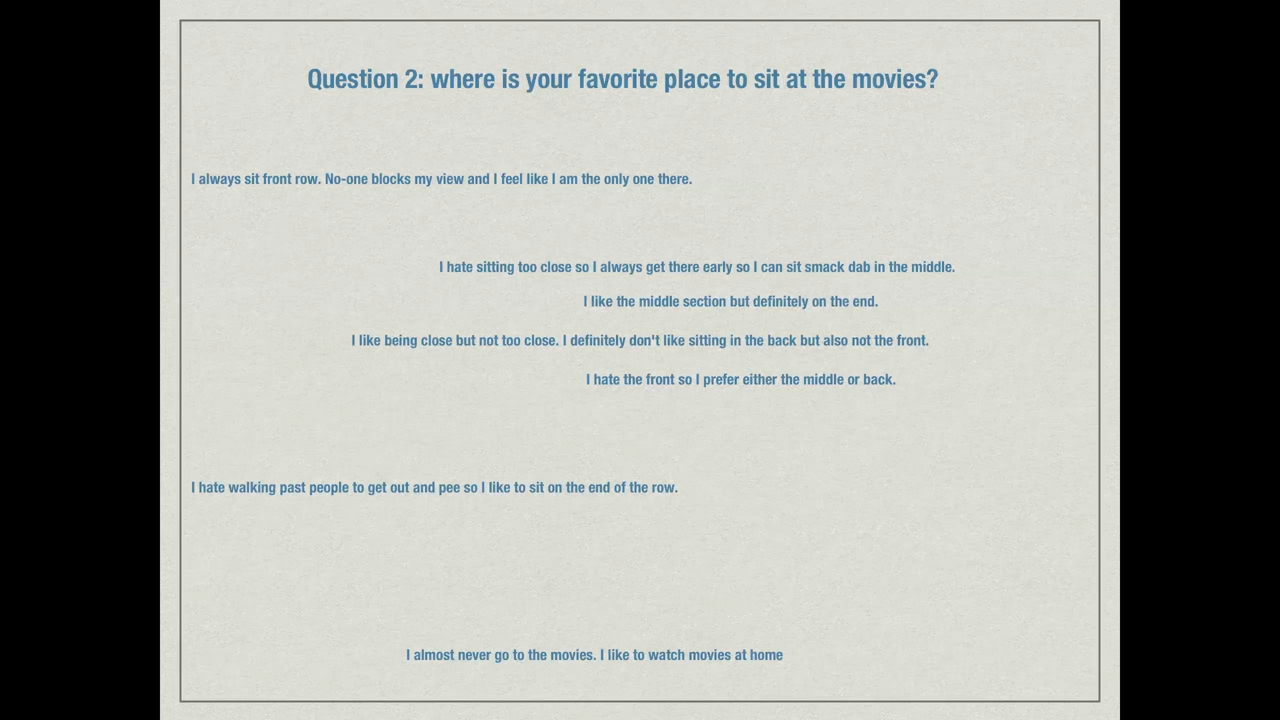 Question 2: where is your favorite place to sit at the movies?
I always sit front row. No-one blocks my view and I feel like I am the only one there.
I hate sitting too close so I always get there early so I can sit smack dab in the middle.
I like the middle section but definitely on the end.
I like being close but not too close. I definitely don't like sitting in the back but also not the front.
I hate the front so I prefer either the middle or back.
I hate walking past people to get out and pee so I like to sit on the end of the row.
I almost never go to the movies. I like to watch movies at home